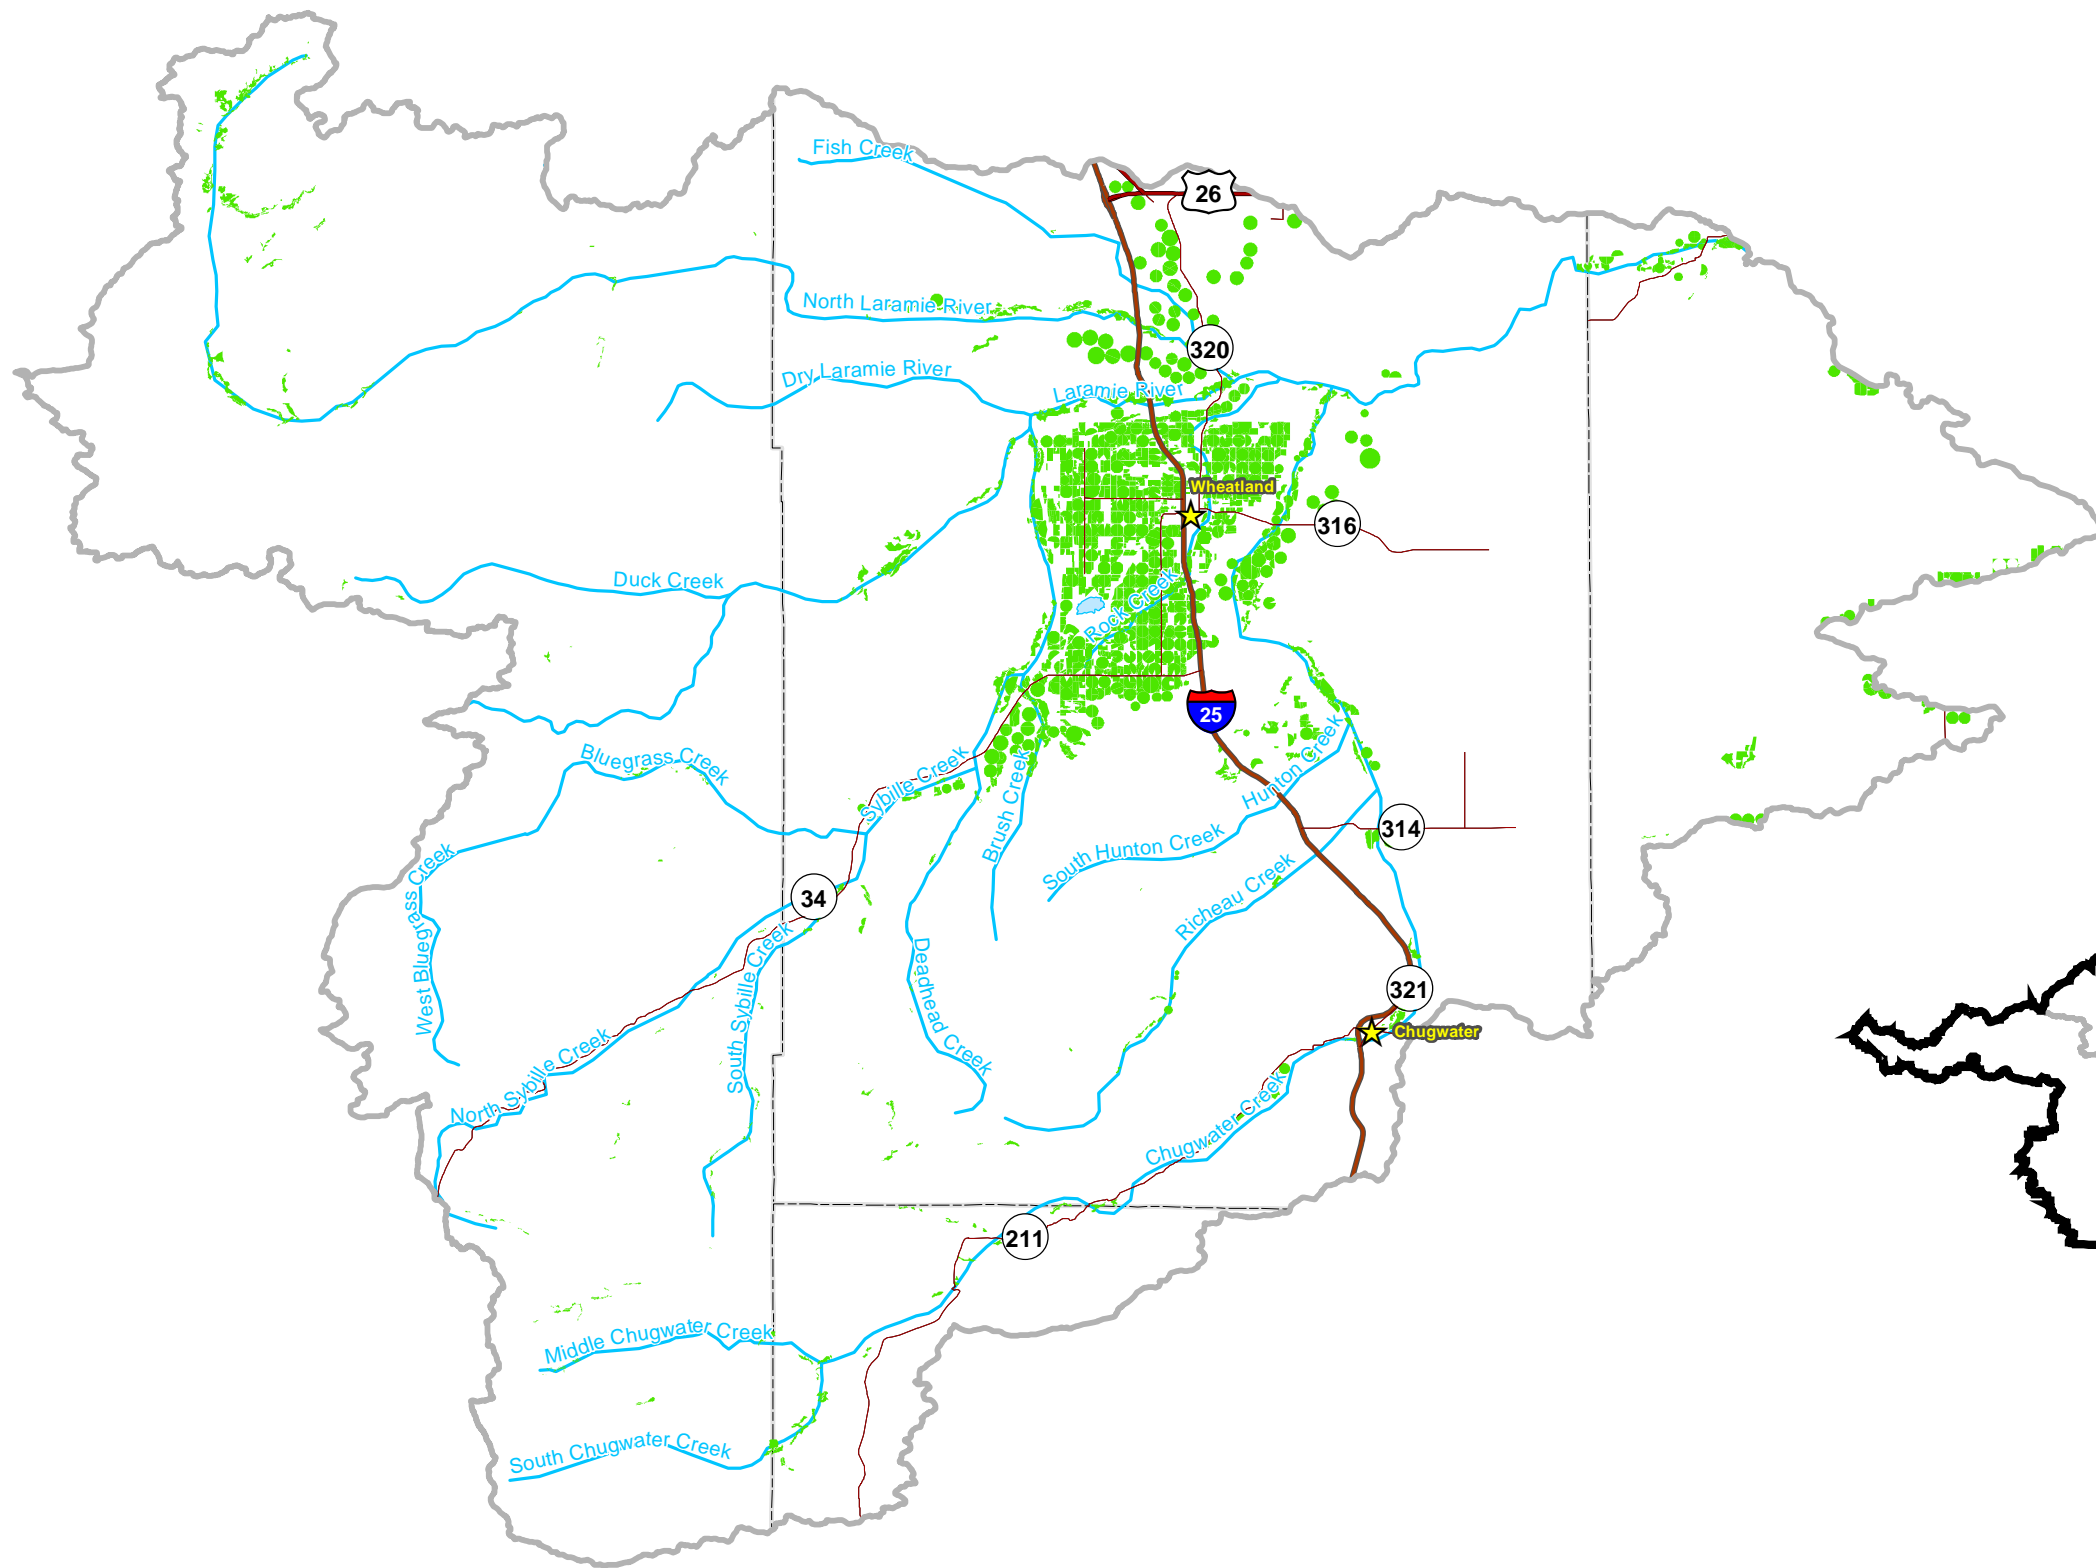 Fish Creek
26
North Laramie River
320
Dry Laramie River
Laramie River
Wheatland
316
Duck Creek
Rock Creek
25
Bluegrass Creek
Sybille Creek
Hunton Creek
Brush Creek
314
South Hunton Creek
West Bluegrass Creek
34
Richeau Creek
South Sybille Creek
Deadhead Creek
321
Chugwater
North Sybille Creek
Chugwater Creek
211
Middle Chugwater Creek
South Chugwater Creek